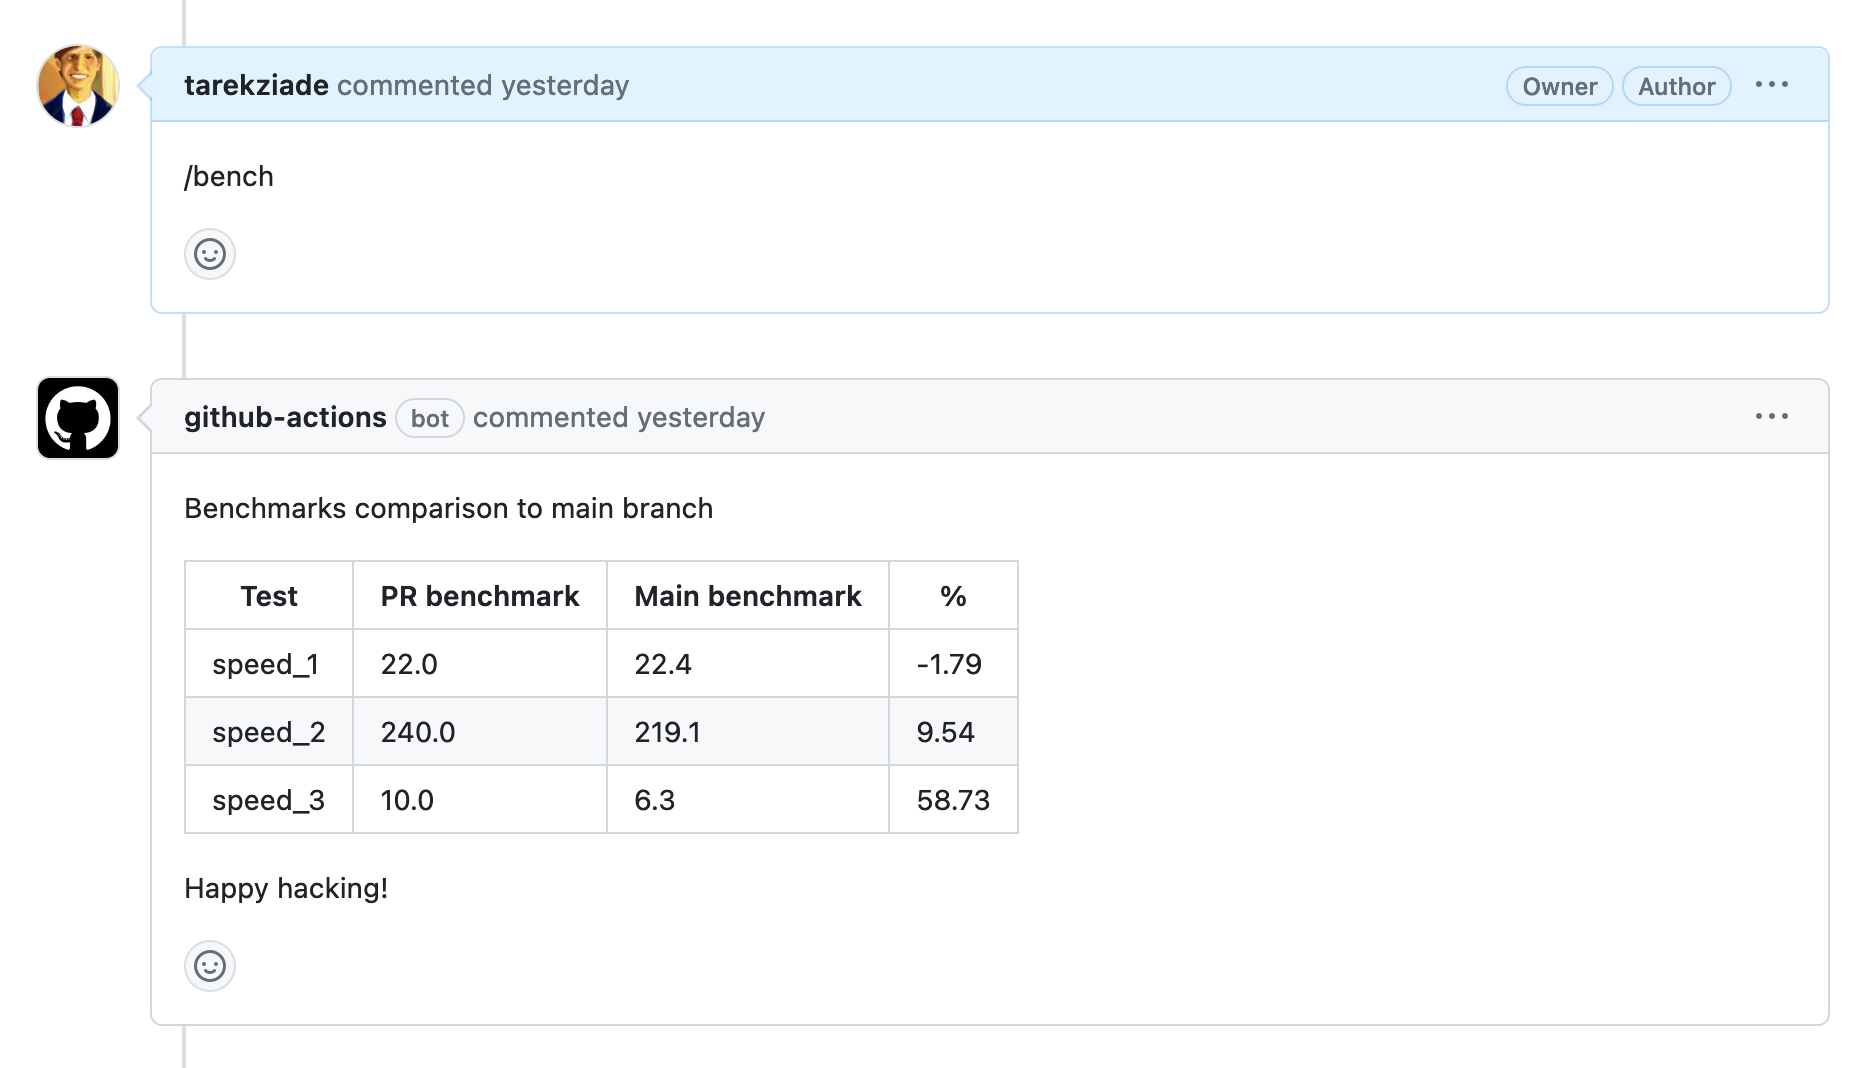 tarekziade commented yesterday Owner Author ...
/bench
github-actions bot commented yesterday ...
Benchmarks comparison to main branch
Test PR benchmark Main benchmark %
speed_1 22.0 22.4 -1.79
speed_2 240.0 219.1 9.54
speed_3 10.0 6.3 58.73
Happy hacking!